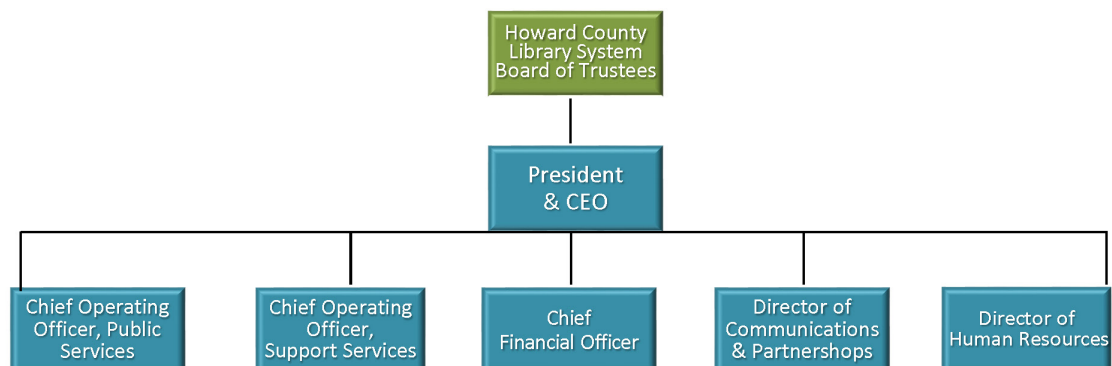 Howard County
Library System
Board of Trustees
President
& CEO
Chief Operating
Officer, Public
Services
Chief Operating
Officer,
Support Services
Chief
Financial Officer
Director of
Communications
& Partnershops
Director of
Human Resources